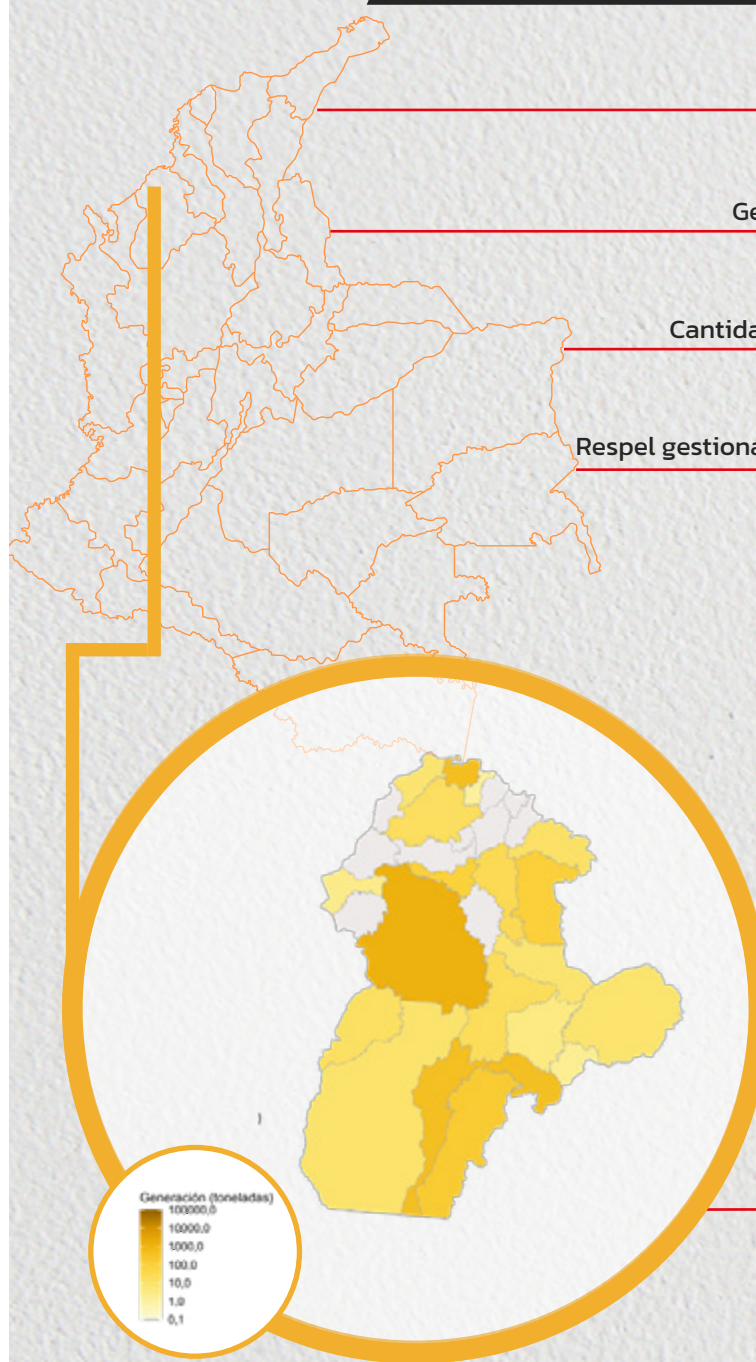 Ge
Cantida
Respel gestiona
)
Generación (toneladas)
100000,0
10000,0
1000,0
100,0
10,0
1,0
0,1